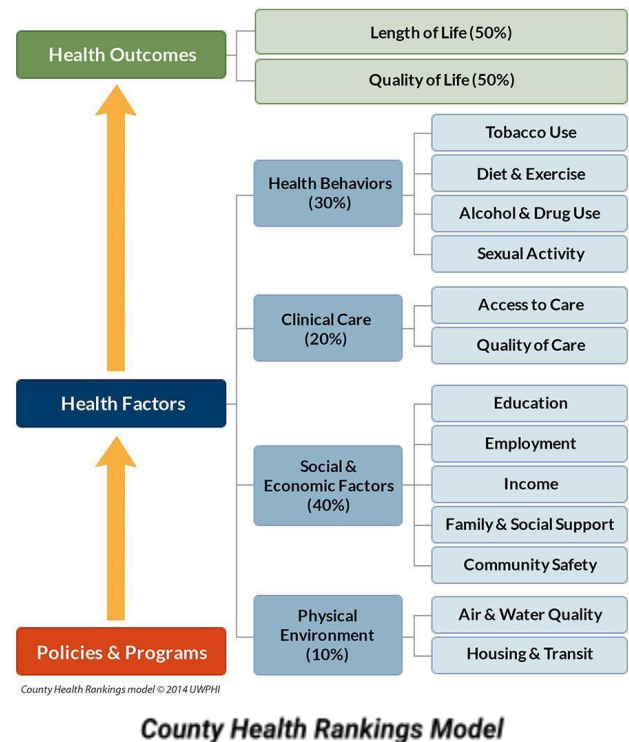 Health Outcomes
Length of Life (50%)
Quality of Life (50%)
Health Factors
Health Behaviors
(30%)
Tobacco Use
Diet & Exercise
Alcohol & Drug Use
Sexual Activity
Clinical Care
(20%)
Access to Care
Quality of Care
Social &
Economic Factors
(40%)
Education
Employment
Income
Family & Social Support
Community Safety
Physical
Environment
(10%)
Air & Water Quality
Housing & Transit
Policies & Programs
County Health Rankings model © 2014 UWPHI
County Health Rankings Model